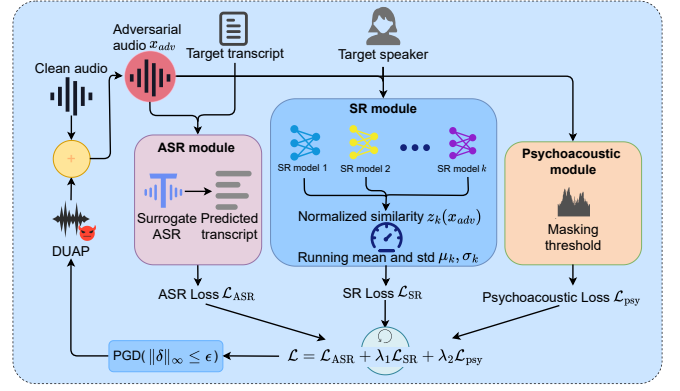 Adversarial
audio x_adv
Target transcript
Target speaker
Clean audio
+
DUAP
ASR module
Surrogate
ASR
Predicted
transcript
SR module
SR model 1
SR model 2
SR model k
Normalized similarity z_k(x_adv)
Running mean and std μ_k, σ_k
Psychoacoustic
module
Masking
threshold
ASR Loss ℒ_ASR
SR Loss ℒ_SR
Psychoacoustic Loss ℒ_psy
PGD(‖δ‖_∞ ≤ ϵ)
ℒ = ℒ_ASR + λ_1ℒ_SR + λ_2ℒ_psy